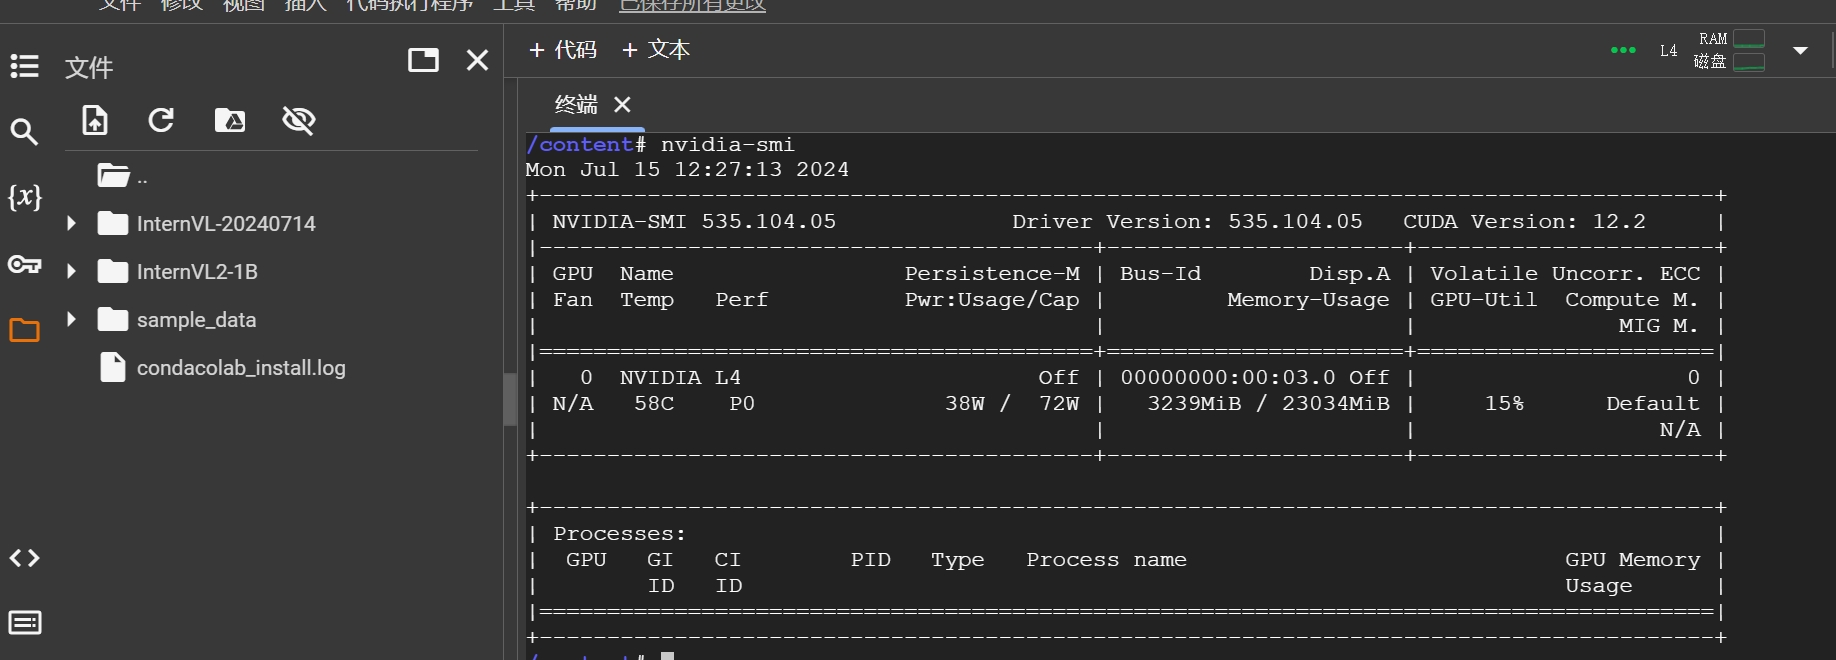 文件 修改 视图 插入 代码执行程序 工具 帮助 已保存所有更改
文件
..
InternVL-20240714
InternVL2-1B
sample_data
condacolab_install.log
+ 代码 + 文本
L4
RAM
磁盘
终端
/content# nvidia-smi
Mon Jul 15 12:27:13 2024
+---------------------------------------------------------------------------------------+
| NVIDIA-SMI 535.104.05             Driver Version: 535.104.05   CUDA Version: 12.2     |
|-----------------------------------------+----------------------+----------------------+
| GPU  Name                 Persistence-M | Bus-Id        Disp.A | Volatile Uncorr. ECC |
| Fan  Temp   Perf          Pwr:Usage/Cap |         Memory-Usage | GPU-Util  Compute M. |
|                                         |                      |               MIG M. |
|=========================================+======================+======================|
|   0  NVIDIA L4                      Off | 00000000:00:03.0 Off |                    0 |
| N/A   58C    P0              38W /  72W |   3239MiB / 23034MiB |     15%      Default |
|                                         |                      |                  N/A |
+-----------------------------------------+----------------------+----------------------+
+---------------------------------------------------------------------------------------+
| Processes:                                                                            |
|  GPU   GI   CI        PID   Type   Process name                            GPU Memory |
|        ID   ID                                                             Usage      |
|=======================================================================================|
+---------------------------------------------------------------------------------------+
/content#